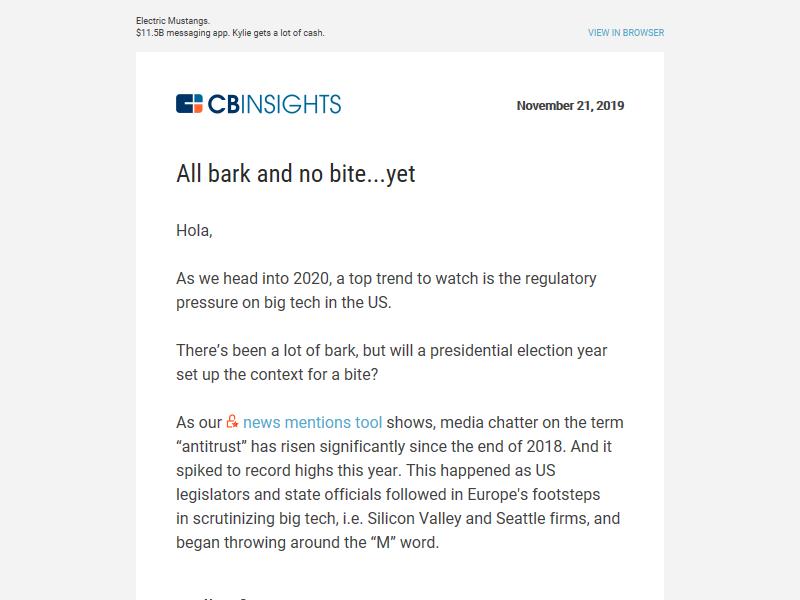 Electric Mustangs.
$11.5B messaging app. Kylie gets a lot of cash.
VIEW IN BROWSER
CBINSIGHTS
November 21, 2019
All bark and no bite...yet
Hola,
As we head into 2020, a top trend to watch is the regulatory
pressure on big tech in the US.
There’s been a lot of bark, but will a presidential election year
set up the context for a bite?
As our news mentions tool shows, media chatter on the term
“antitrust” has risen significantly since the end of 2018. And it
spiked to record highs this year. This happened as US
legislators and state officials followed in Europe's footsteps
in scrutinizing big tech, i.e. Silicon Valley and Seattle firms, and
began throwing around the “M” word.